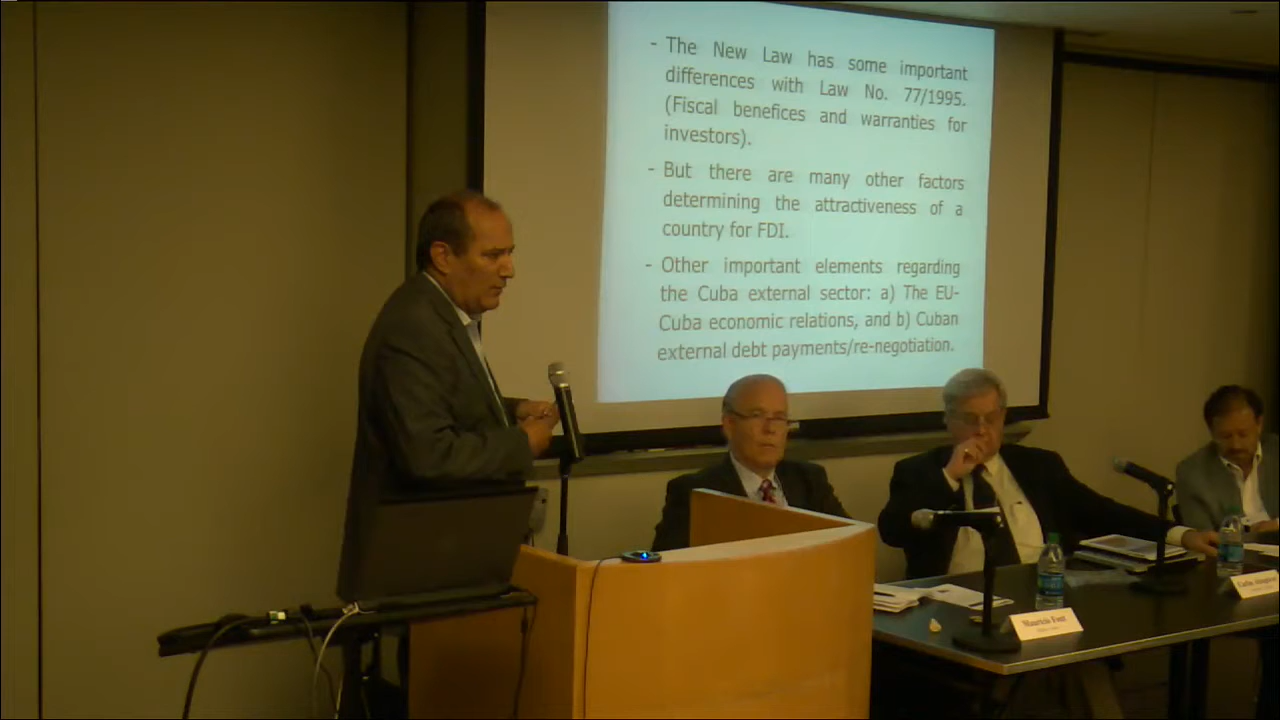 - The New Law has some important
differences with Law No. 77/1995.
(Fiscal benefices and warranties for
investors).
- But there are many other factors
determining the attractiveness of a
country for FDI.
- Other important elements regarding
the Cuba external sector: a) The EU-
Cuba economic relations, and b) Cuban
external debt payments/re-negotiation.
Mauricio Font